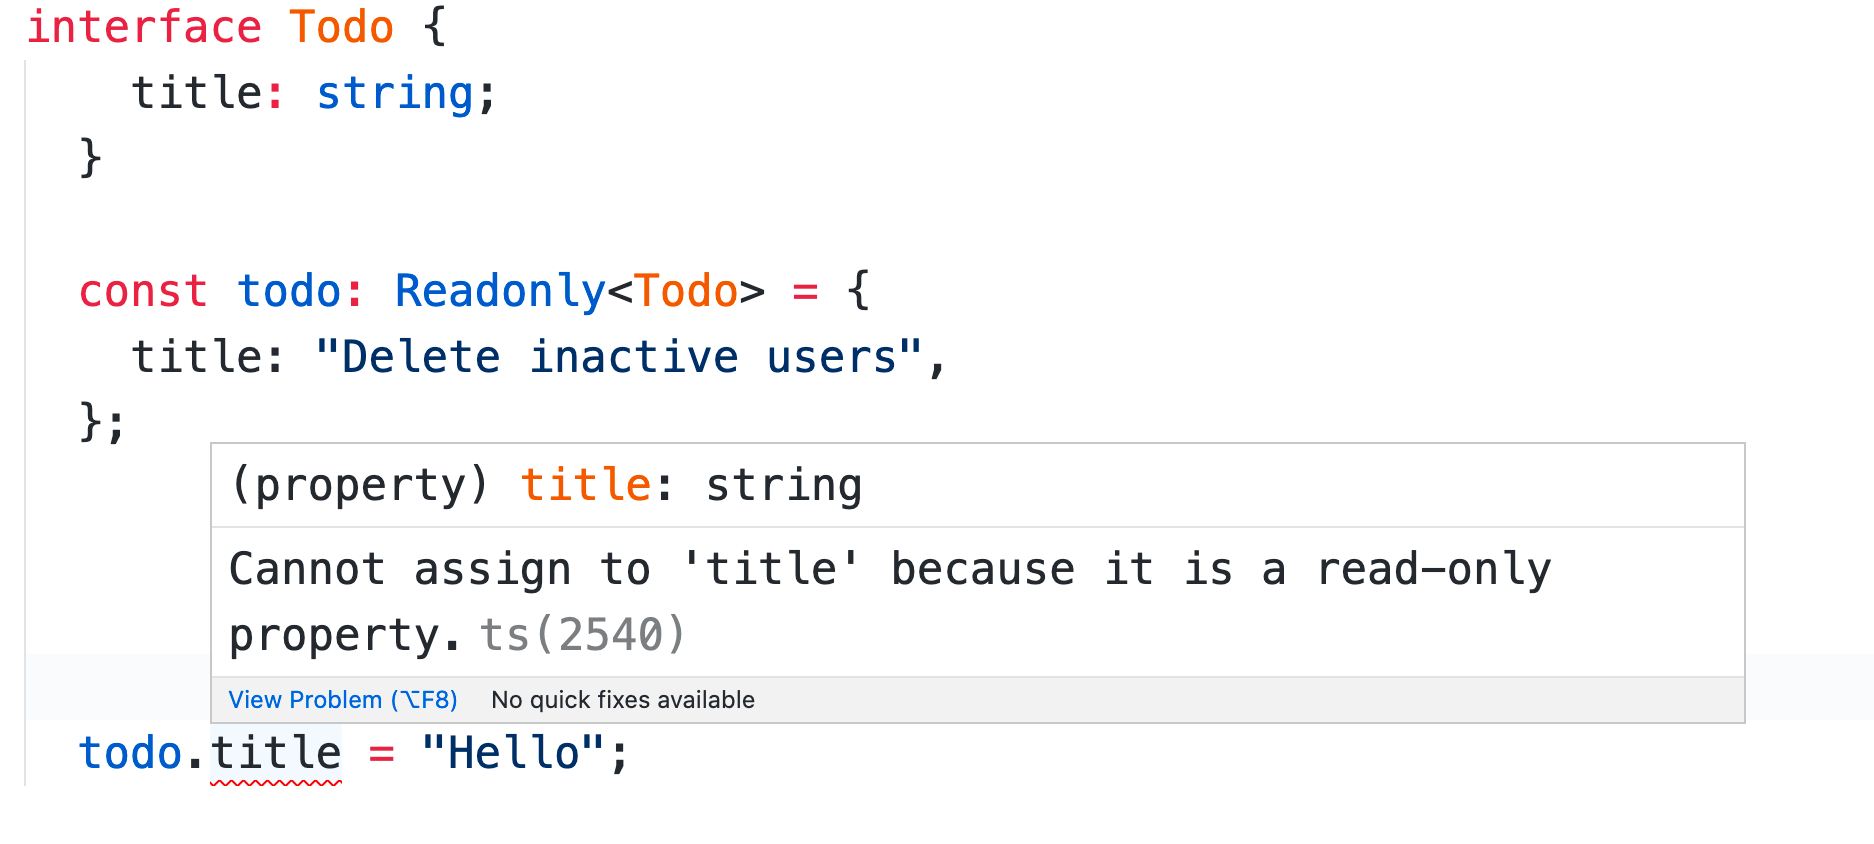 interface Todo {
title: string;
}
const todo: Readonly<Todo> = {
title: "Delete inactive users",
};
(property) title: string
Cannot assign to 'title' because it is a read-only
property. ts(2540)
View Problem (⌥F8) No quick fixes available
todo.title = "Hello";